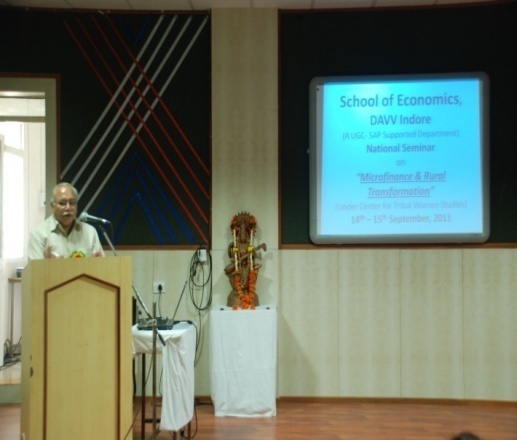 School of Economics,
DAVV Indore
(A UGC- SAP Supported Department)
National Seminar
on
"Microfinance & Rural
Transformation"
(Under Center for Tribal Women Studies)
14th – 15th September, 2011